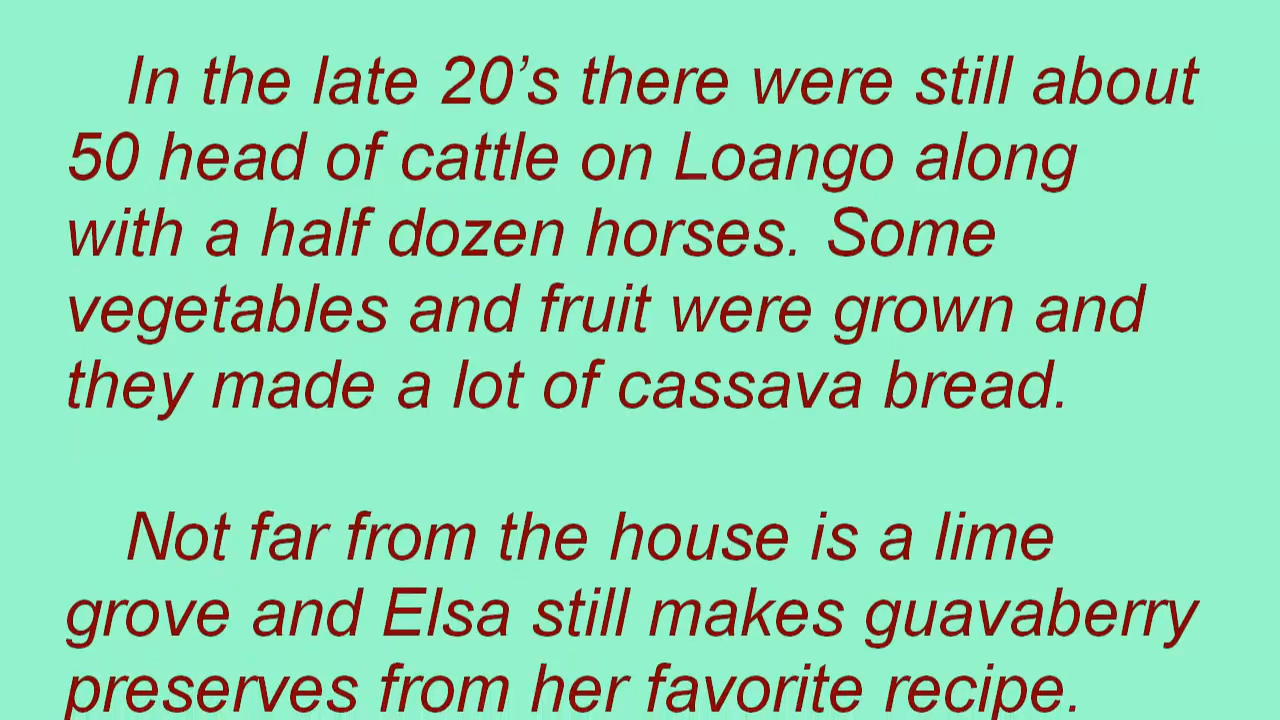 In the late 20’s there were still about
50 head of cattle on Loango along
with a half dozen horses. Some
vegetables and fruit were grown and
they made a lot of cassava bread.
Not far from the house is a lime
grove and Elsa still makes guavaberry
preserves from her favorite recipe.